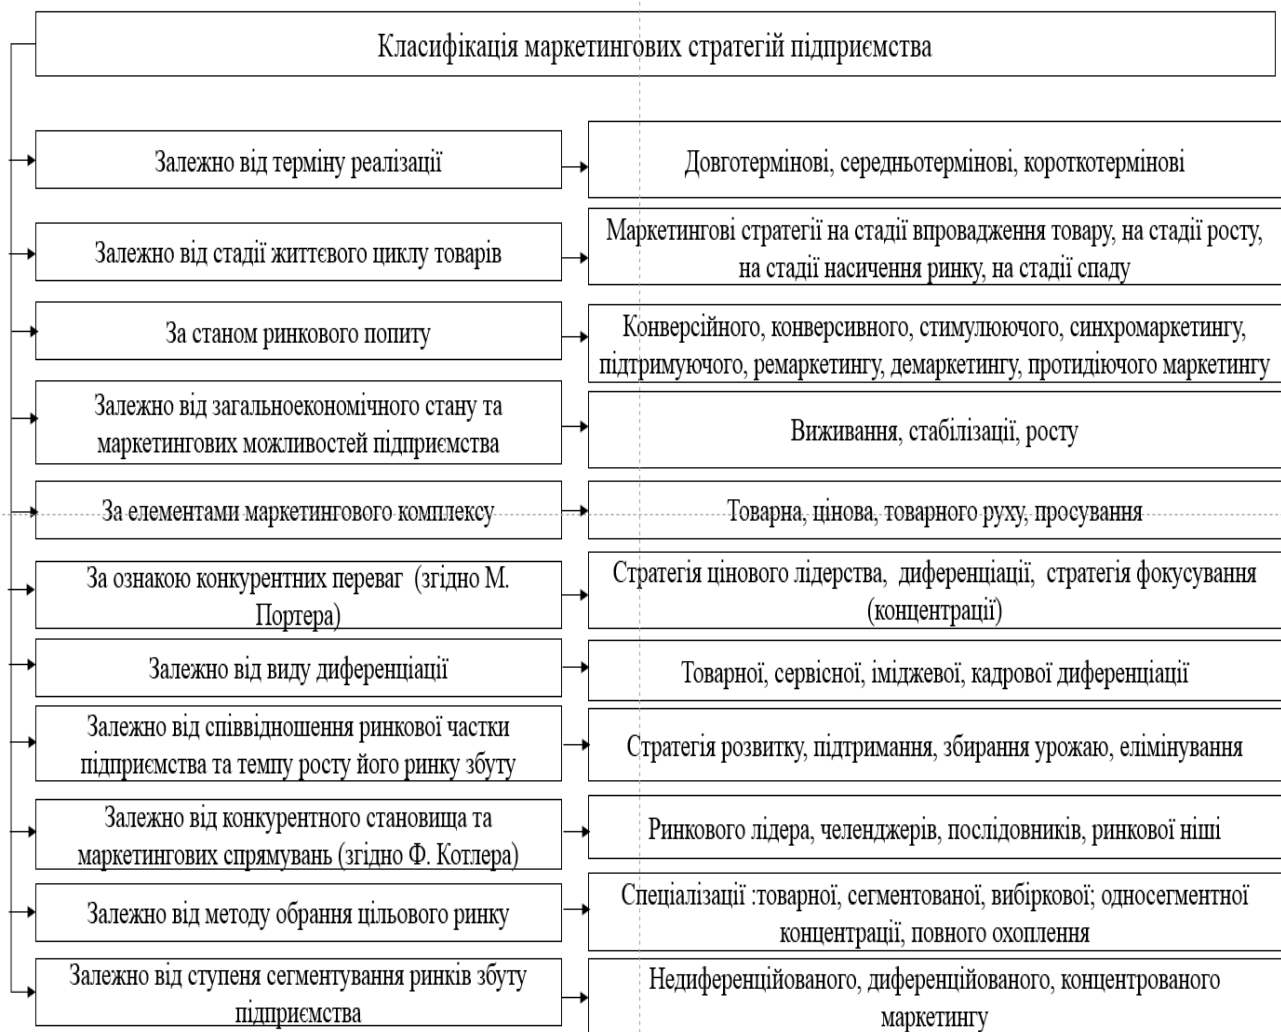 Класифікація маркетингових стратегій підприємства
Залежно від терміну реалізації
Довготермінові, середньотермінові, короткотермінові
Залежно від стадії життєвого циклу товарів
Маркетингові стратегії на стадії впровадження товару, на стадії росту,
на стадії насичення ринку, на стадії спаду
За станом ринкового попиту
Конверсійного, конверсивного, стимулюючого, синхромаркетингу,
підтримуючого, ремаркетингу, демаркетингу, протидіючого маркетингу
Залежно від загальноекономічного стану та
маркетингових можливостей підприємства
Виживання, стабілізації, росту
За елементами маркетингового комплексу
Товарна, цінова, товарного руху, просування
За ознакою конкурентних переваг (згідно М.
Портера)
Стратегія цінового лідерства, диференціації, стратегія фокусування
(концентрації)
Залежно від виду диференціації
Товарної, сервісної, іміджевої, кадрової диференціації
Залежно від співвідношення ринкової частки
підприємства та темпу росту його ринку збуту
Стратегія розвитку, підтримання, збирання урожаю, елімінування
Залежно від конкурентного становища та
маркетингових спрямувань (згідно Ф. Котлера)
Ринкового лідера, челенджерів, послідовників, ринкової ніші
Залежно від методу обрання цільового ринку
Спеціалізації :товарної, сегментованої, вибіркової; односегментної
концентрації, повного охоплення
Залежно від ступеня сегментування ринків збуту
підприємства
Недиференційованого, диференційованого, концентрованого
маркетингу